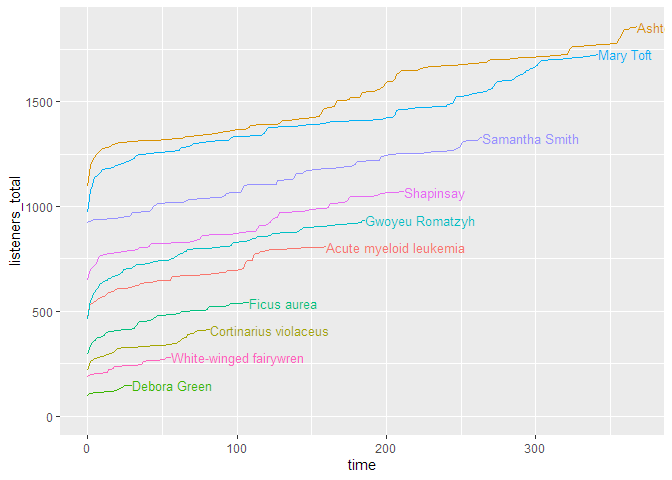 Ashto
Mary Toft
1500
Samantha Smith
1000
Shapinsay
Gwoyeu Romatzyh
Acute myeloid leukemia
500
Ficus aurea
Cortinarius violaceus
White-winged fairywren
Debora Green
0
listeners_total
0 100 200 300
time